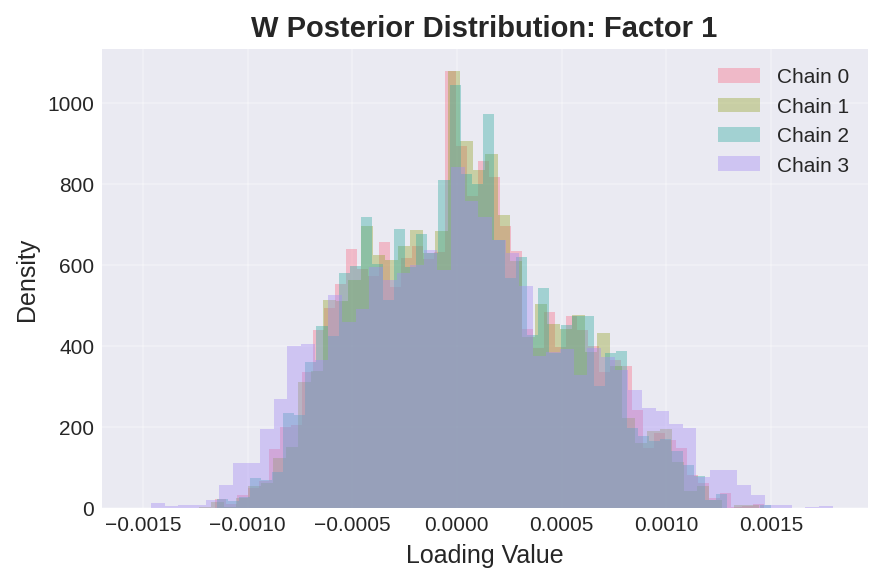 W Posterior Distribution: Factor 1
Chain 0
Chain 1
Chain 2
Chain 3
Density
1000
800
600
400
200
0
−0.0015 −0.0010 −0.0005 0.0000 0.0005 0.0010 0.0015
Loading Value